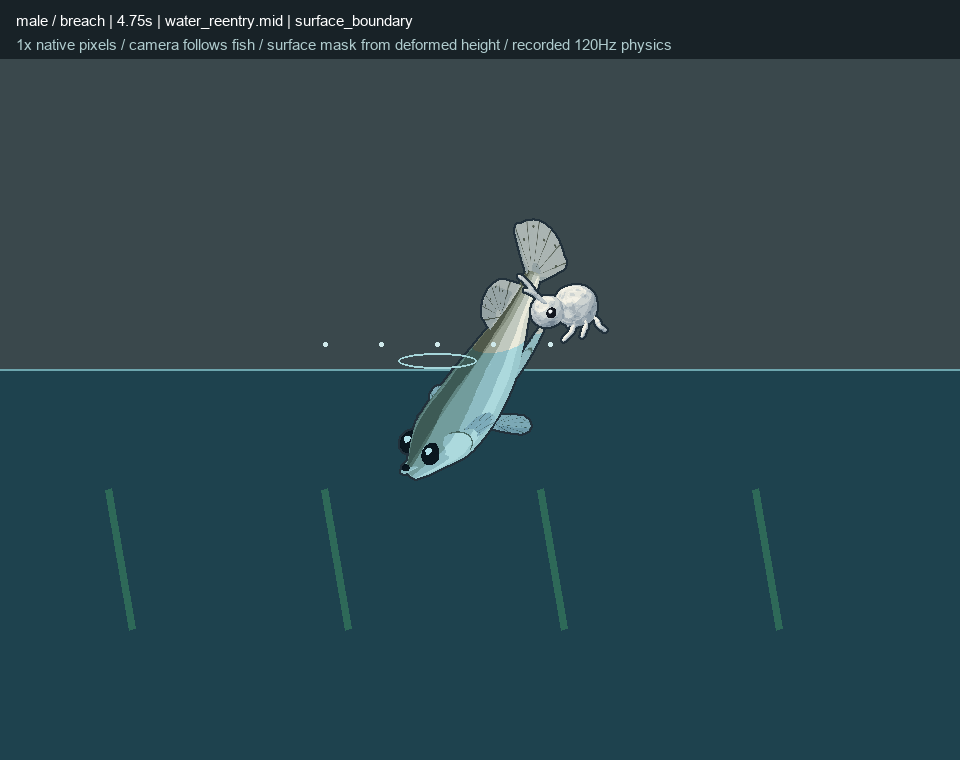 male / breach | 4.75s | water_reentry.mid | surface_boundary
1x native pixels / camera follows fish / surface mask from deformed height / recorded 120Hz physics